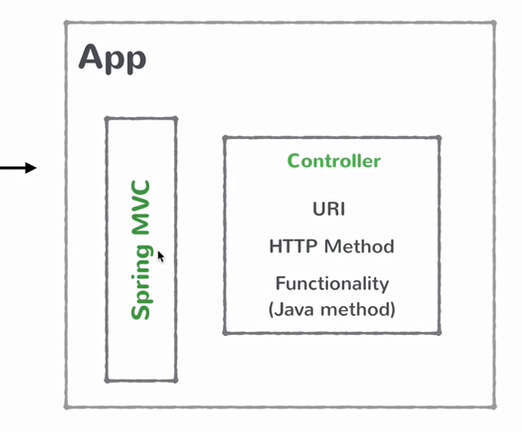 App
Spring MVC
Controller
URI
HTTP Method
Functionality
(Java method)